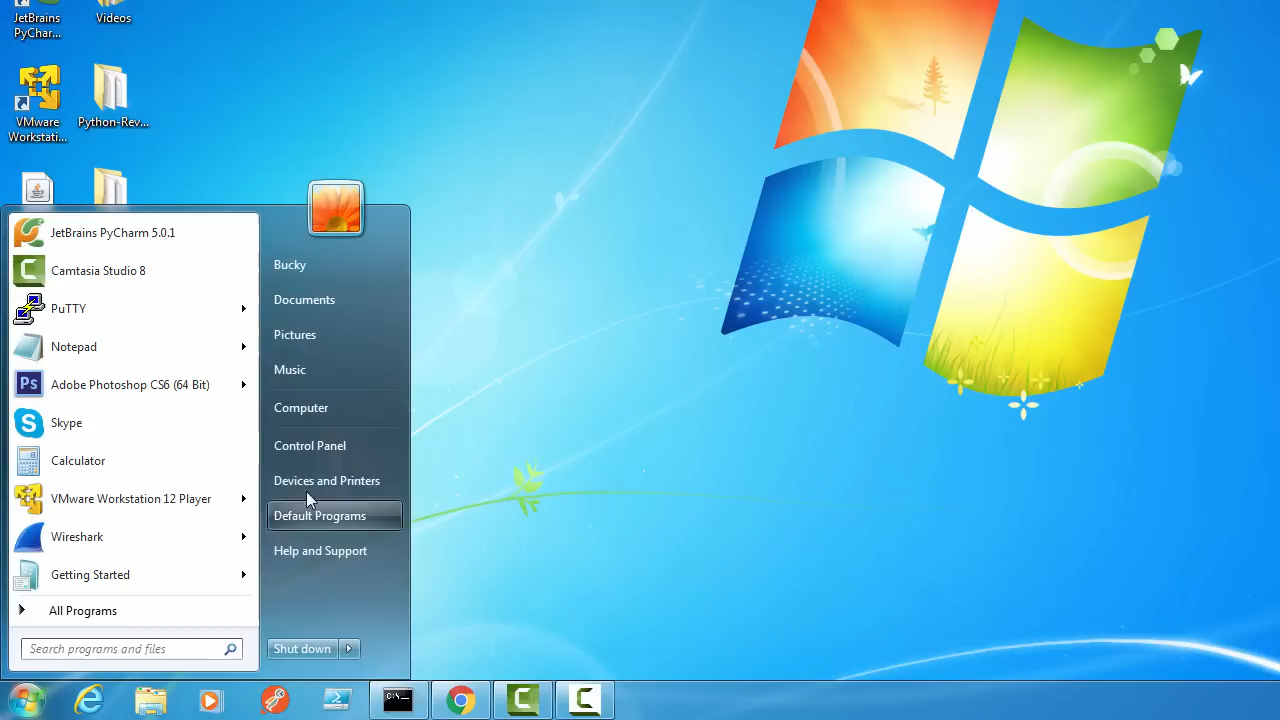 JetBrains
PyChar...
Videos
VMware
Workstati...
Python-Rev...
JetBrains PyCharm 5.0.1
Camtasia Studio 8
PuTTY
Notepad
Adobe Photoshop CS6 (64 Bit)
Skype
Calculator
VMware Workstation 12 Player
Wireshark
Getting Started
All Programs
Search programs and files
Bucky
Documents
Pictures
Music
Computer
Control Panel
Devices and Printers
Default Programs
Help and Support
Shut down